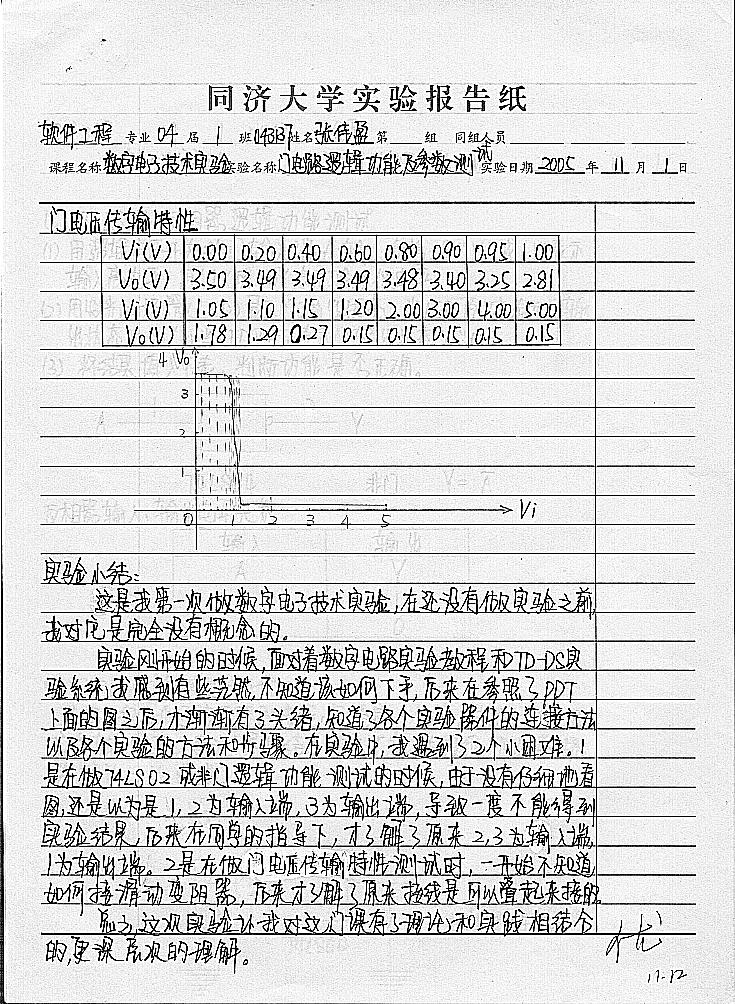 同济大学实验报告纸
软件工程 专业 04 届 1 班 043137 姓名 张伟盈 第 组 同组人员
课程名称 数字电子技术实验 实验名称 门电路逻辑功能及参数测试 实验日期 2005 年 11 月 1 日
门电压传输特性
Vi(V) 0.00 0.20 0.40 0.60 0.80 0.90 0.95 1.00
Vo(V) 3.50 3.49 3.49 3.49 3.48 3.40 3.25 2.81
Vi(V) 1.05 1.10 1.15 1.20 2.00 3.00 4.00 5.00
Vo(V) 1.78 1.29 0.27 0.15 0.15 0.15 0.15 0.15
4 Vo
3
2
1
0 1 2 3 4 5 Vi
实验小结:
这是我第一次做数字电子技术实验,在还没有做实验之前,
我对它是完全没有概念的。
实验刚开始的时候,面对着数字电路实验教程和TD-DS实
验系统,我感到有些茫然,不知道该如何下手,后来在参照了PPT
上面的图之后,才渐渐有了头绪,知道了各个实验器件的连接方法
以及各个实验的方法和步骤。在实验中,我遇到了2个小困难。1
是在做74LS02或非门逻辑功能测试的时候,由于没有仔细地看
图,还是以为是1,2为输入端,3为输出端,导致一度不能得到
实验结果,后来在同学的指导下,才了解了原来2,3为输入端,
1为输出端。2是在做门电压传输特性测试时,一开始不知道
如何接滑动变阻器,后来才了解了原来接线是可以叠起来接的。
总之,这次实验让我对这门课有了理论和实践相结合
的,更深层次的理解。
11-12